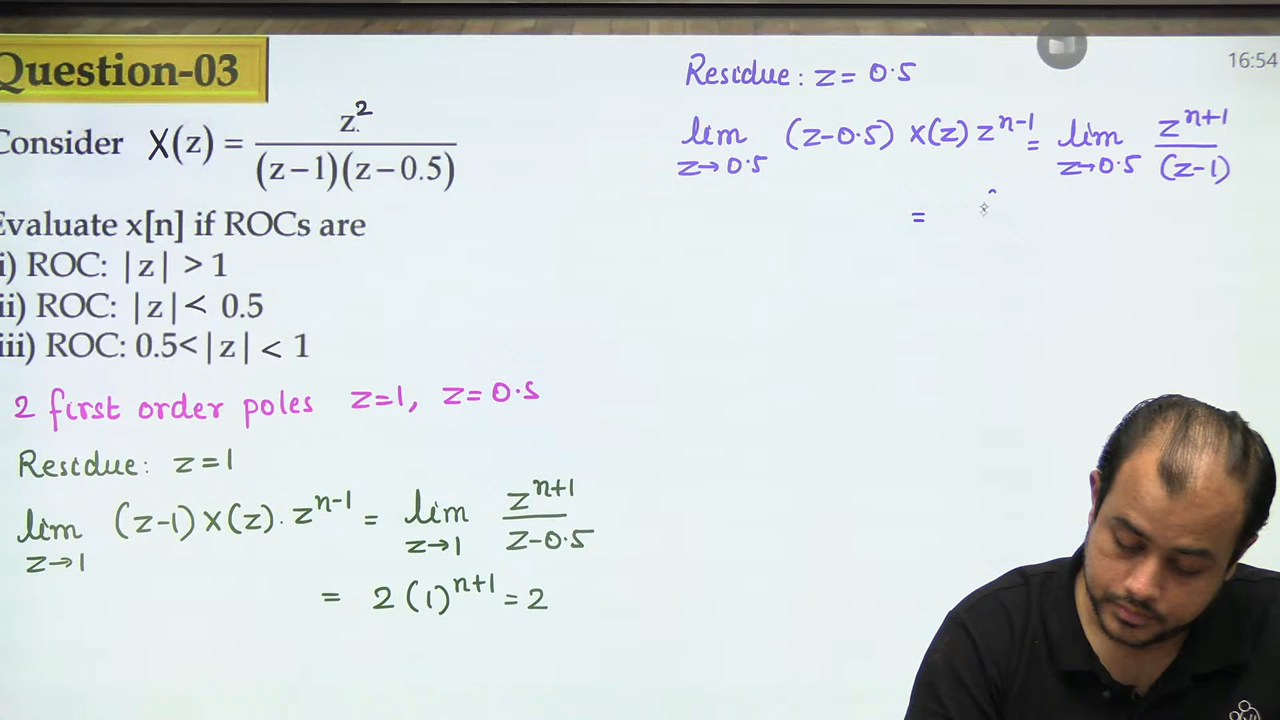 Question-03
Consider X(z) = z² / (z−1)(z−0.5)
Evaluate x[n] if ROCs are
i) ROC: |z| > 1
ii) ROC: |z| < 0.5
iii) ROC: 0.5<|z| < 1
2 first order poles z=1, z=0.5
Residue: z=1
lim z→1 (z-1) X(z). z^{n-1} = lim z→1 z^{n+1} / z-0.5
= 2(1)^{n+1} = 2
Residue: z= 0.5
lim z→0.5 (z-0.5) X(z) z^{n-1} = lim z→0.5 z^{n+1} / (z-1)
=
16:54